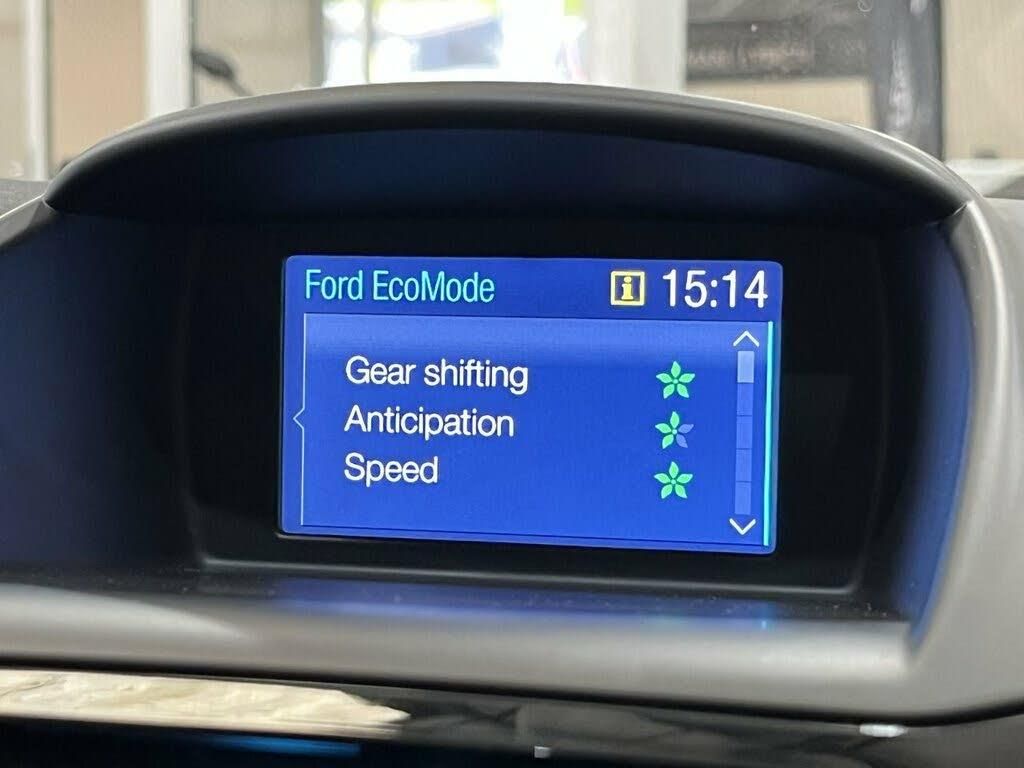 Ford EcoMode i 15:14
Gear shifting
Anticipation
Speed